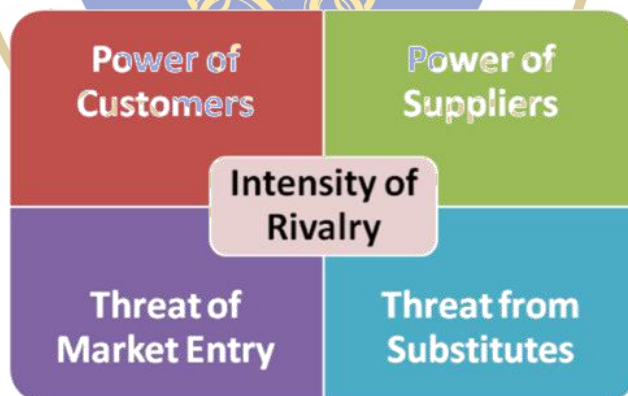 Power of
Customers
Power of
Suppliers
Intensity of
Rivalry
Threat of
Market Entry
Threat from
Substitutes